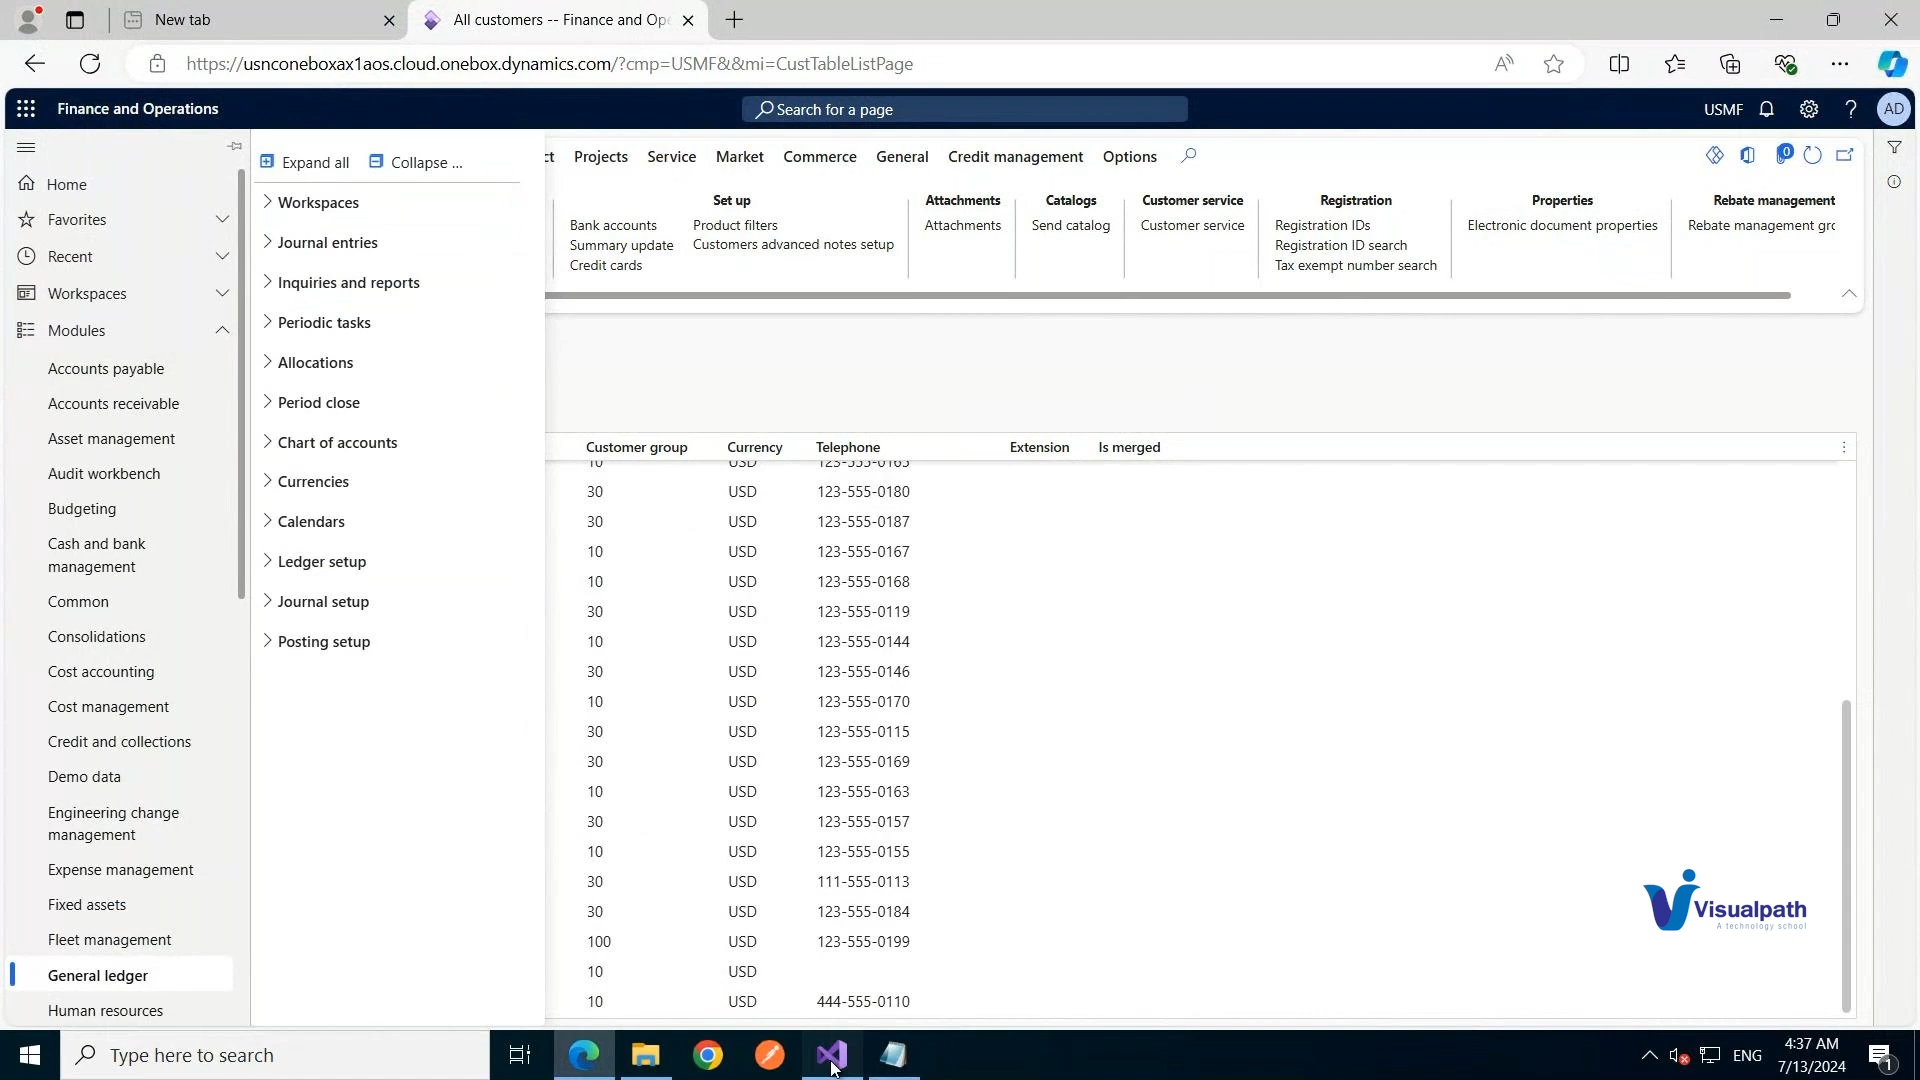 New tab
All customers -- Finance and Ope
https://usnconeboxax1aos.cloud.onebox.dynamics.com/?cmp=USMF&&mi=CustTableListPage
Finance and Operations
Search for a page
USMF
AD
Expand all
Collapse ...
ct
Projects
Service
Market
Commerce
General
Credit management
Options
0
Home
Favorites
Recent
Workspaces
Modules
Accounts payable
Accounts receivable
Asset management
Audit workbench
Budgeting
Cash and bank
management
Common
Consolidations
Cost accounting
Cost management
Credit and collections
Demo data
Engineering change
management
Expense management
Fixed assets
Fleet management
General ledger
Human resources
Workspaces
Journal entries
Inquiries and reports
Periodic tasks
Allocations
Period close
Chart of accounts
Currencies
Calendars
Ledger setup
Journal setup
Posting setup
Set up
Bank accounts
Summary update
Credit cards
Product filters
Customers advanced notes setup
Attachments
Attachments
Catalogs
Send catalog
Customer service
Customer service
Registration
Registration IDs
Registration ID search
Tax exempt number search
Properties
Electronic document properties
Rebate management
Rebate management grc
Customer group Currency Telephone Extension Is merged
10 USD 123-555-0165
30 USD 123-555-0180
30 USD 123-555-0187
10 USD 123-555-0167
10 USD 123-555-0168
30 USD 123-555-0119
10 USD 123-555-0144
30 USD 123-555-0146
10 USD 123-555-0170
30 USD 123-555-0115
30 USD 123-555-0169
10 USD 123-555-0163
30 USD 123-555-0157
10 USD 123-555-0155
30 USD 111-555-0113
30 USD 123-555-0184
100 USD 123-555-0199
10 USD
10 USD 444-555-0110
Visualpath
A technology school
Type here to search
ENG
4:37 AM
7/13/2024
1